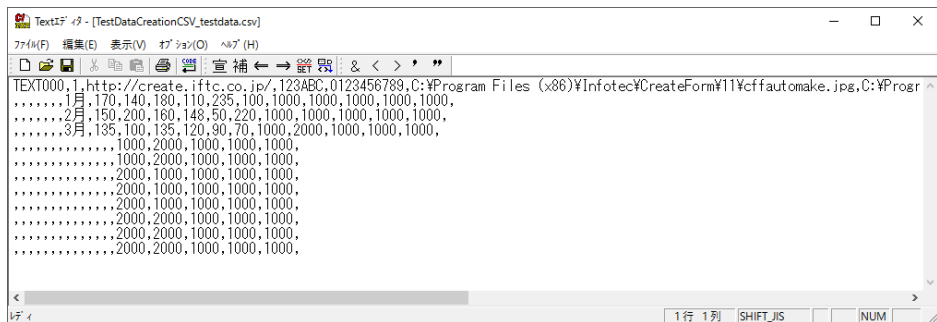 Textｴﾃﾞｨﾀ - [TestDataCreationCSV_testdata.csv]
ﾌｧｲﾙ(F) 編集(E) 表示(V) ｵﾌﾟｼｮﾝ(O) ﾍﾙﾌﾟ(H)
CODE 宣 補 ← → & < > ' "
TEXT000,1,http://create.iftc.co.jp/,123ABC,0123456789,C:¥Program Files (x86)¥Infotec¥CreateForm¥11¥cffautomake.jpg,C:¥Progr
,,,,,,,1月,170,140,180,110,235,100,1000,1000,1000,1000,1000,
,,,,,,,2月,150,200,160,148,50,220,1000,1000,1000,1000,1000,
,,,,,,,3月,135,100,135,120,90,70,1000,2000,1000,1000,1000,
,,,,,,,,,,,,,,1000,2000,1000,1000,1000,
,,,,,,,,,,,,,,1000,2000,1000,1000,1000,
,,,,,,,,,,,,,,2000,1000,1000,1000,1000,
,,,,,,,,,,,,,,2000,1000,1000,1000,1000,
,,,,,,,,,,,,,,2000,1000,1000,1000,1000,
,,,,,,,,,,,,,,2000,2000,1000,1000,1000,
,,,,,,,,,,,,,,2000,2000,1000,1000,1000,
,,,,,,,,,,,,,,2000,2000,1000,1000,1000,
ﾚﾃﾞｨ 1行 1列 SHIFT_JIS NUM